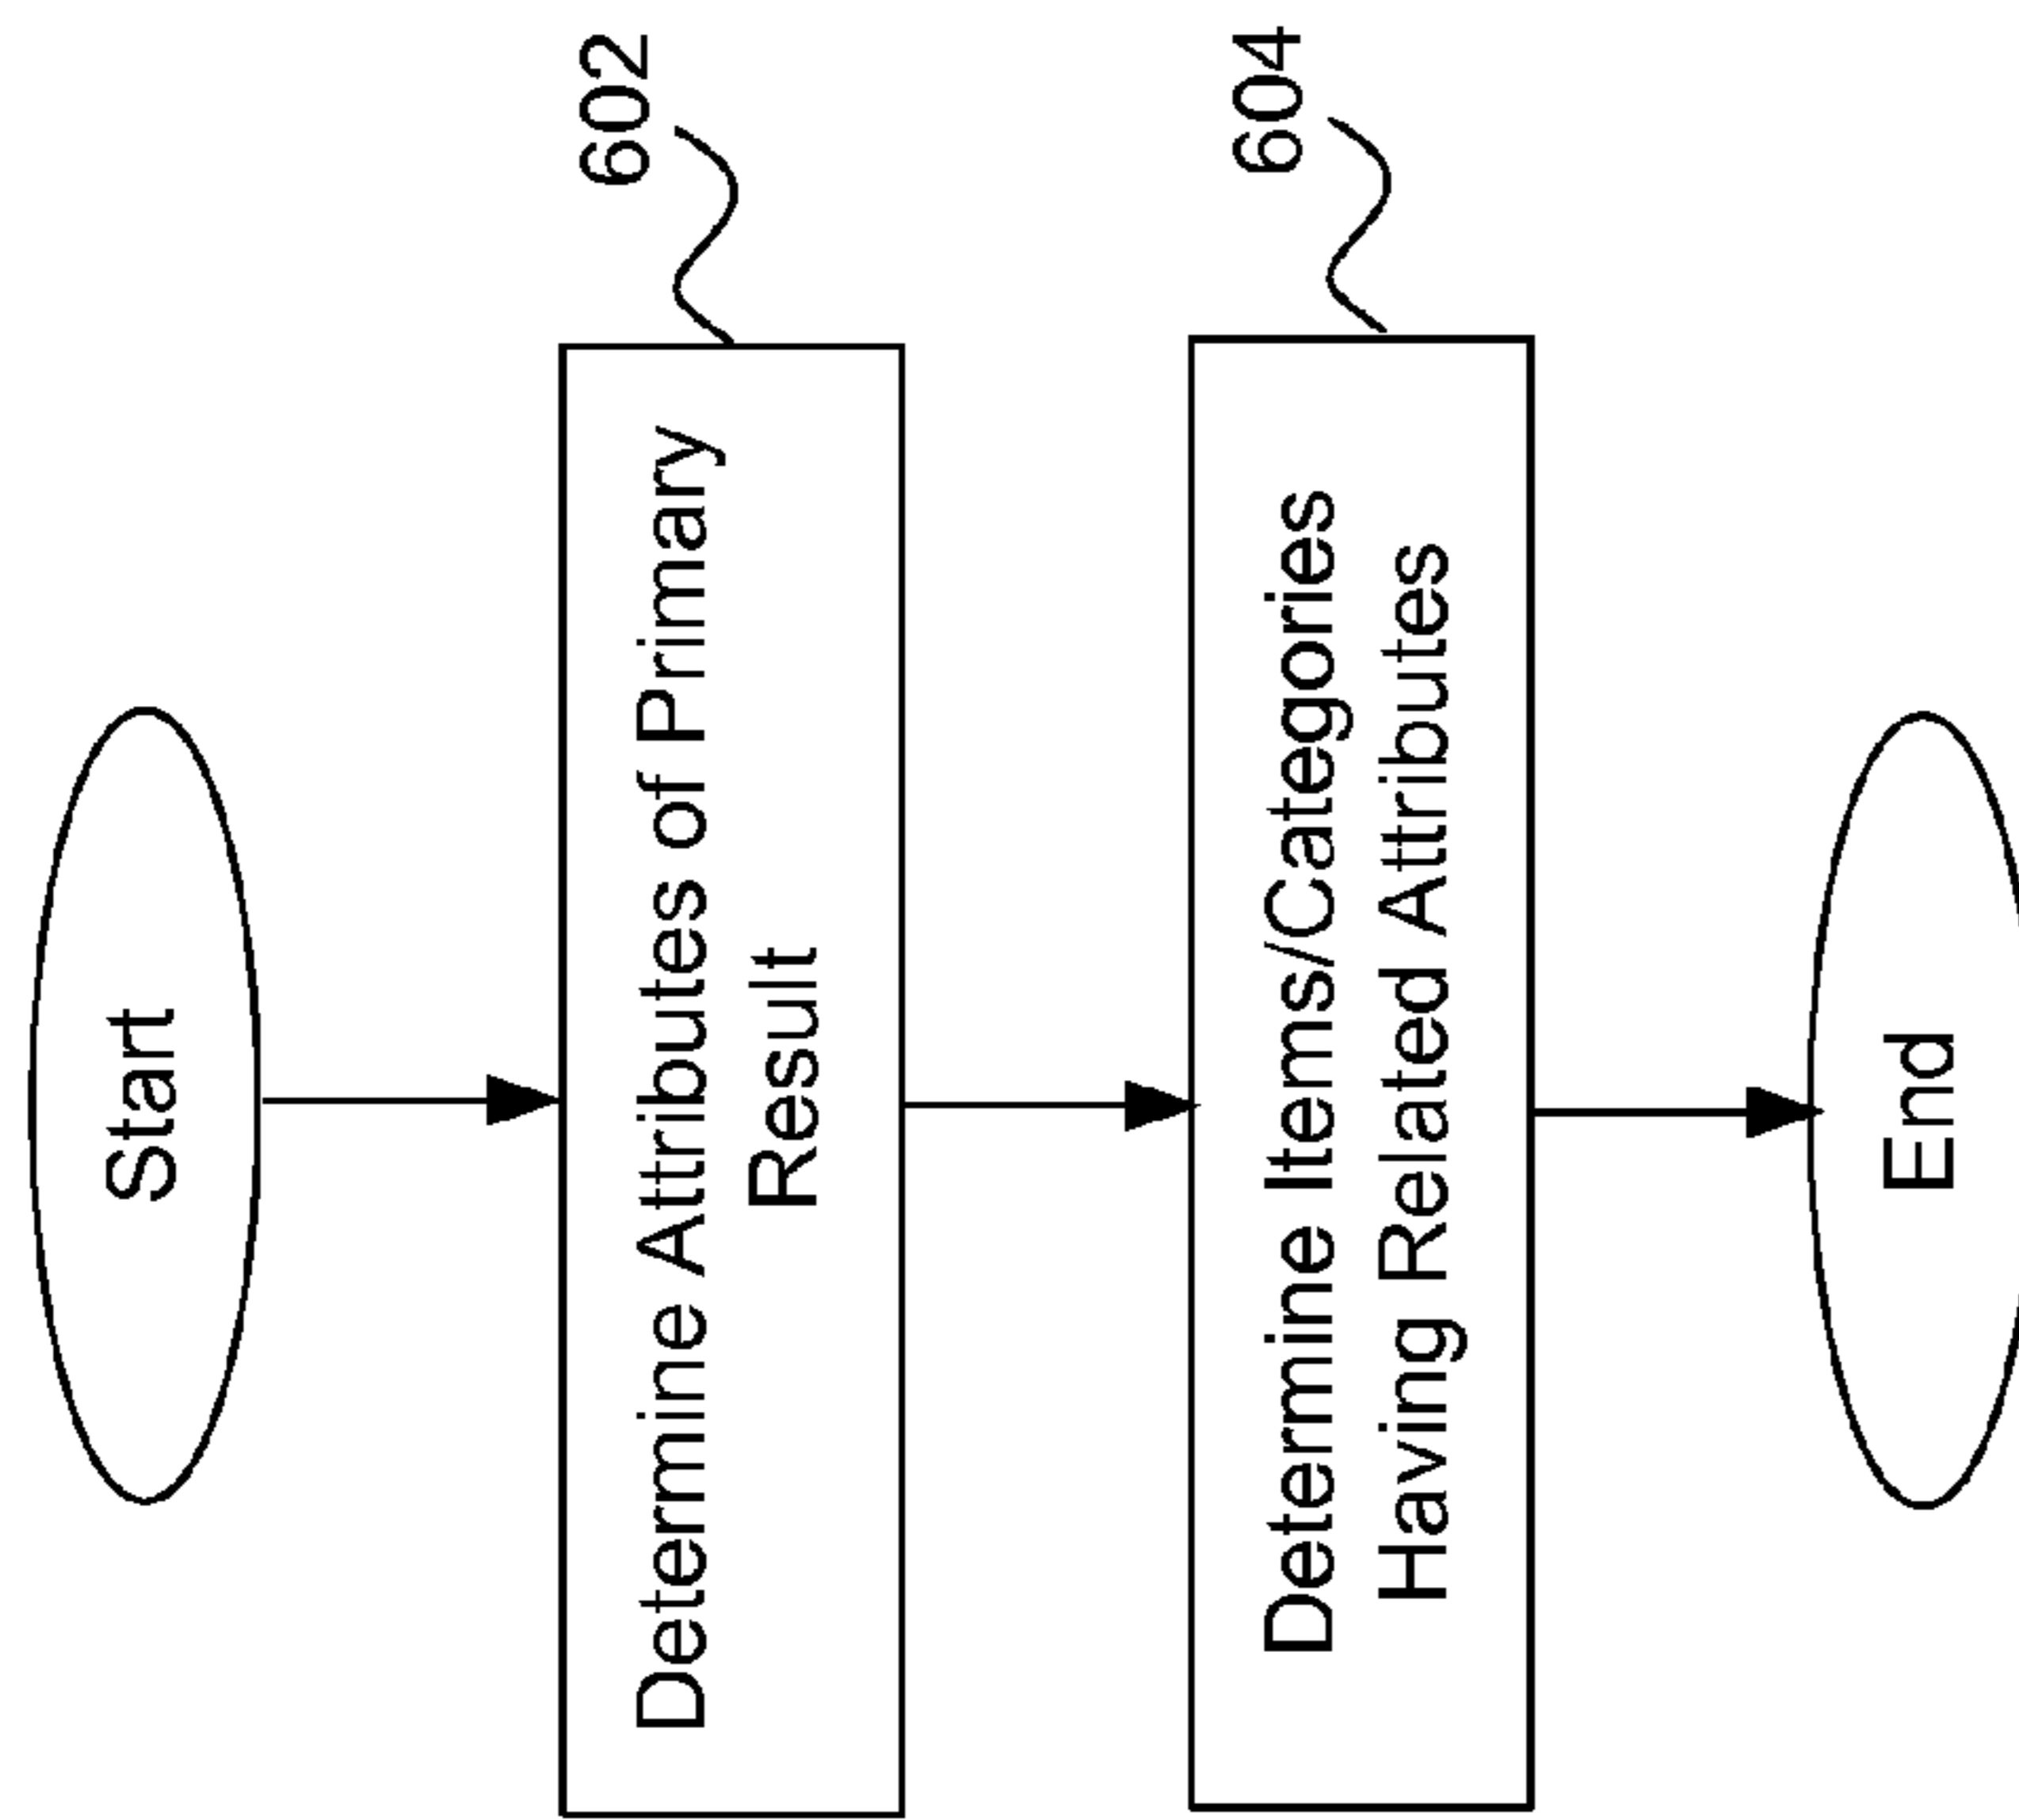 Start
602
Determine Attributes of Primary
Result
604
Determine Items/Categories
Having Related Attributes
End